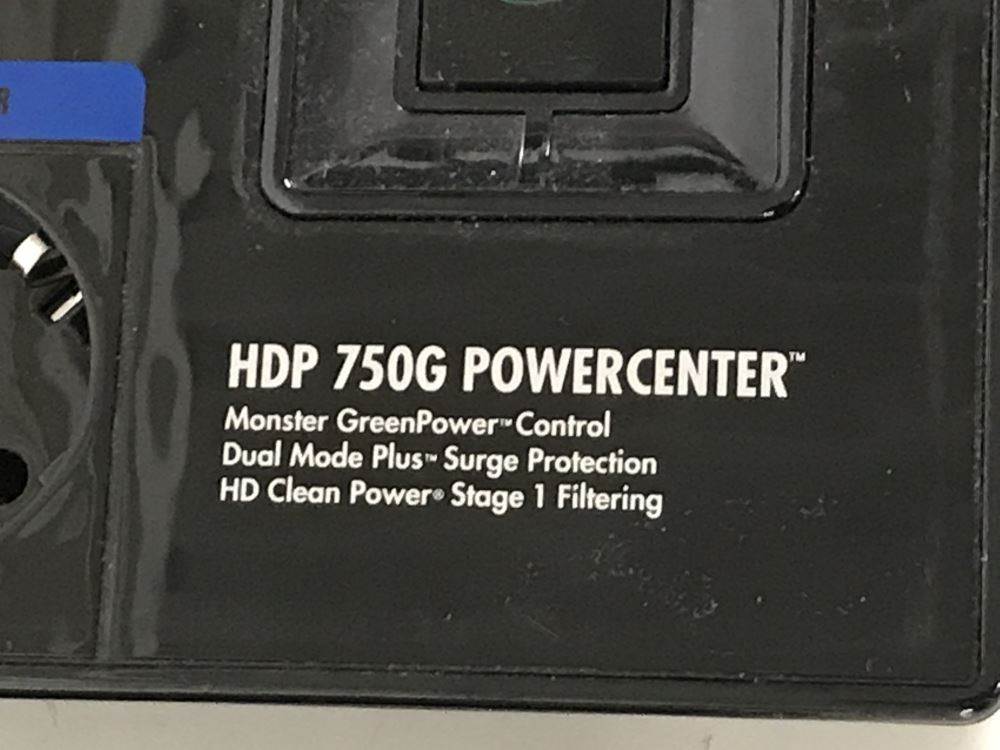 HDP 750G POWERCENTER™
Monster GreenPower™ Control
Dual Mode Plus™ Surge Protection
HD Clean Power® Stage 1 Filtering